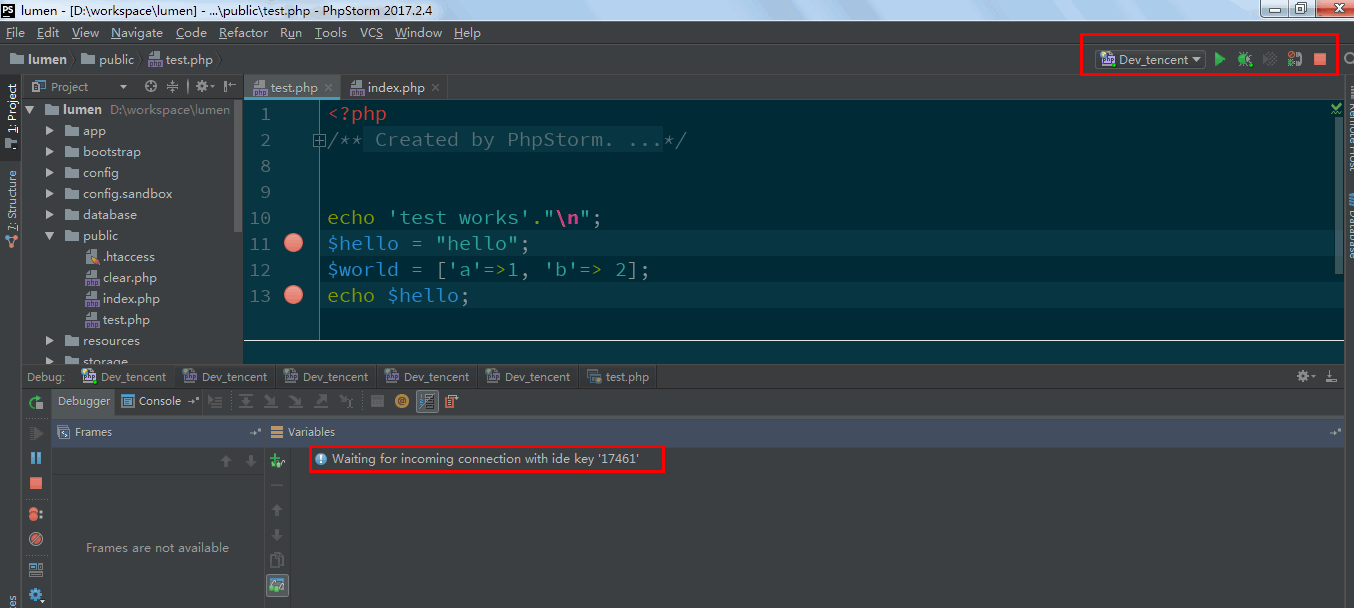 PS lumen - [D:\workspace\lumen] - ...\public\test.php - PhpStorm 2017.2.4
File Edit View Navigate Code Refactor Run Tools VCS Window Help
lumen public test.php Dev_tencent
Project test.php index.php
1: Project
7: Structure
Remote Host
Database
lumen D:\workspace\lumen
app
bootstrap
config
config.sandbox
database
public
.htaccess
clear.php
index.php
test.php
resources
storage
1 <?php
2 /** Created by PhpStorm. ...*/
8
9
10 echo 'test works'."\n";
11 $hello = "hello";
12 $world = ['a'=>1, 'b'=> 2];
13 echo $hello;
Debug: Dev_tencent Dev_tencent Dev_tencent Dev_tencent Dev_tencent test.php
Debugger Console
Frames Variables
Waiting for incoming connection with ide key '17461'
Frames are not available